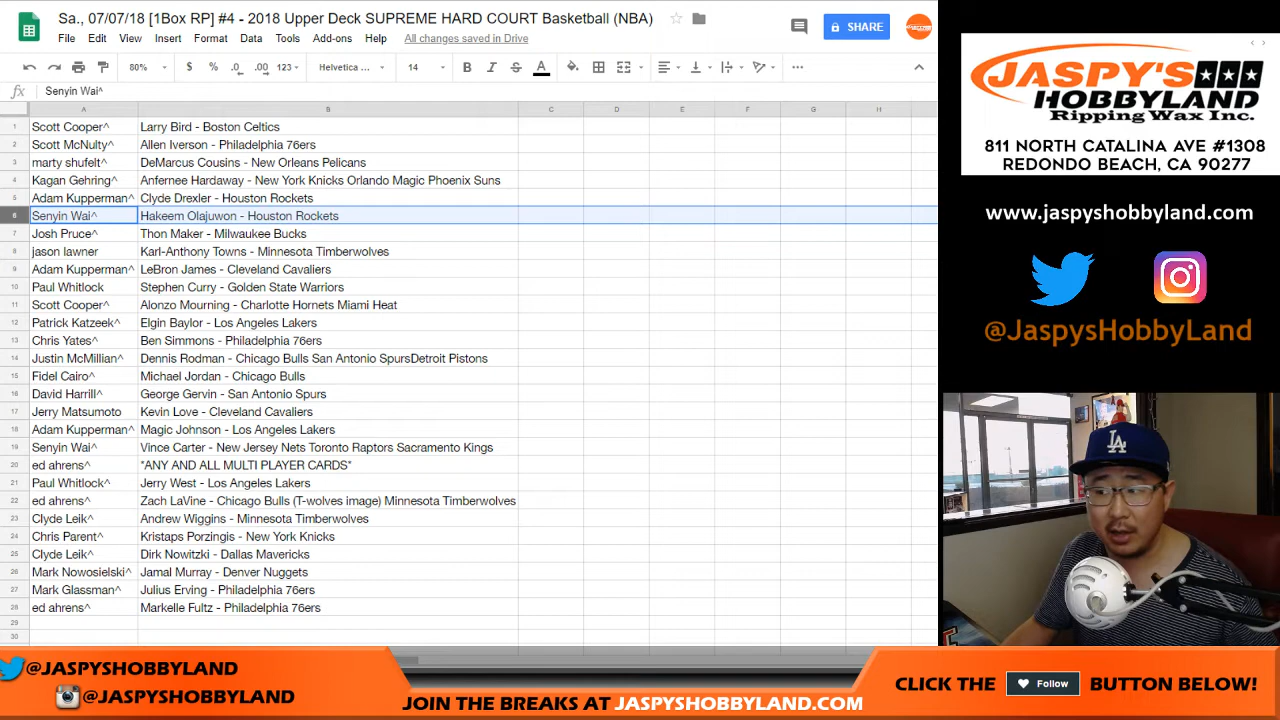 Sa., 07/07/18 [1Box RP] #4 - 2018 Upper Deck SUPREME HARD COURT Basketball (NBA)
File Edit View Insert Format Data Tools Add-ons Help All changes saved in Drive
SHARE
80% $ % .0 .00 123 Helvetica ... 14 B I S A
fx Senyin Wai^
A B C D E F G H
1 Scott Cooper^ Larry Bird - Boston Celtics
2 Scott McNulty^ Allen Iverson - Philadelphia 76ers
3 marty shufelt^ DeMarcus Cousins - New Orleans Pelicans
4 Kagan Gehring^ Anfernee Hardaway - New York Knicks Orlando Magic Phoenix Suns
5 Adam Kupperman^ Clyde Drexler - Houston Rockets
6 Senyin Wai^ Hakeem Olajuwon - Houston Rockets
7 Josh Pruce^ Thon Maker - Milwaukee Bucks
8 jason lawner Karl-Anthony Towns - Minnesota Timberwolves
9 Adam Kupperman^ LeBron James - Cleveland Cavaliers
10 Paul Whitlock Stephen Curry - Golden State Warriors
11 Scott Cooper^ Alonzo Mourning - Charlotte Hornets Miami Heat
12 Patrick Katzeek^ Elgin Baylor - Los Angeles Lakers
13 Chris Yates^ Ben Simmons - Philadelphia 76ers
14 Justin McMillian^ Dennis Rodman - Chicago Bulls San Antonio SpursDetroit Pistons
15 Fidel Cairo^ Michael Jordan - Chicago Bulls
16 David Harrill^ George Gervin - San Antonio Spurs
17 Jerry Matsumoto Kevin Love - Cleveland Cavaliers
18 Adam Kupperman^ Magic Johnson - Los Angeles Lakers
19 Senyin Wai^ Vince Carter - New Jersey Nets Toronto Raptors Sacramento Kings
20 ed ahrens^ "ANY AND ALL MULTI PLAYER CARDS"
21 Paul Whitlock^ Jerry West - Los Angeles Lakers
22 ed ahrens^ Zach LaVine - Chicago Bulls (T-wolves image) Minnesota Timberwolves
23 Clyde Leik^ Andrew Wiggins - Minnesota Timberwolves
24 Chris Parent^ Kristaps Porzingis - New York Knicks
25 Clyde Leik^ Dirk Nowitzki - Dallas Mavericks
26 Mark Nowosielski^ Jamal Murray - Denver Nuggets
27 Mark Glassman^ Julius Erving - Philadelphia 76ers
28 ed ahrens^ Markelle Fultz - Philadelphia 76ers
29
30
JASPY'S
HOBBYLAND
Ripping Wax Inc.
811 NORTH CATALINA AVE #1308
REDONDO BEACH, CA 90277
www.jaspyshobbyland.com
@JaspysHobbyLand
LA
@JASPYSHOBBYLAND
@JASPYSHOBBYLAND
JOIN THE BREAKS AT JASPYSHOBBYLAND.COM
CLICK THE Follow BUTTON BELOW!